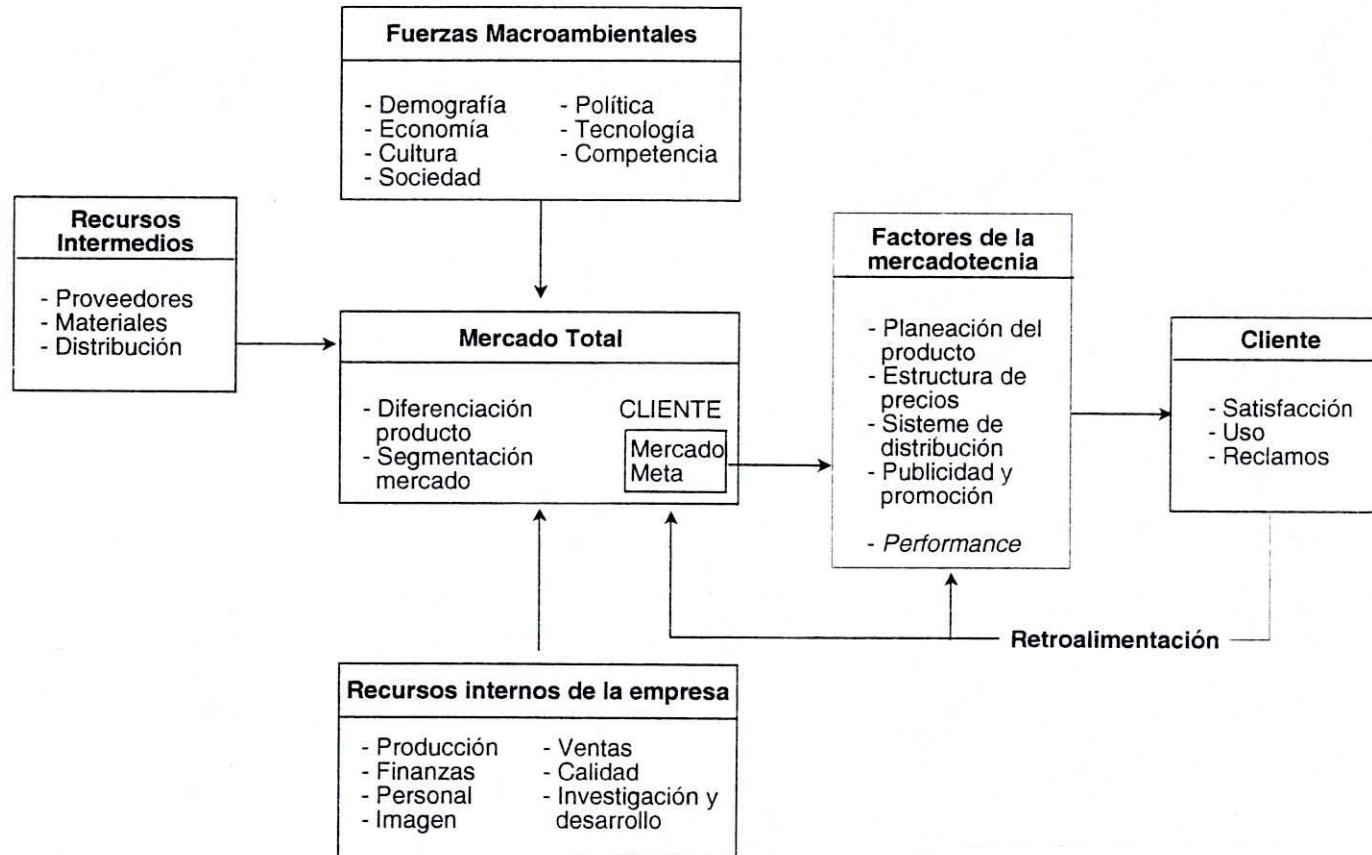 Fuerzas Macroambientales
- Demografía
- Economía
- Cultura
- Sociedad
- Política
- Tecnología
- Competencia
Recursos
Intermedios
- Proveedores
- Materiales
- Distribución
Mercado Total
- Diferenciación
producto
- Segmentación
mercado
CLIENTE
Mercado
Meta
Factores de la
mercadotecnia
- Planeación del
producto
- Estructura de
precios
- Sisteme de
distribución
- Publicidad y
promoción
- Performance
Cliente
- Satisfacción
- Uso
- Reclamos
Retroalimentación
Recursos internos de la empresa
- Producción
- Finanzas
- Personal
- Imagen
- Ventas
- Calidad
- Investigación y
desarrollo